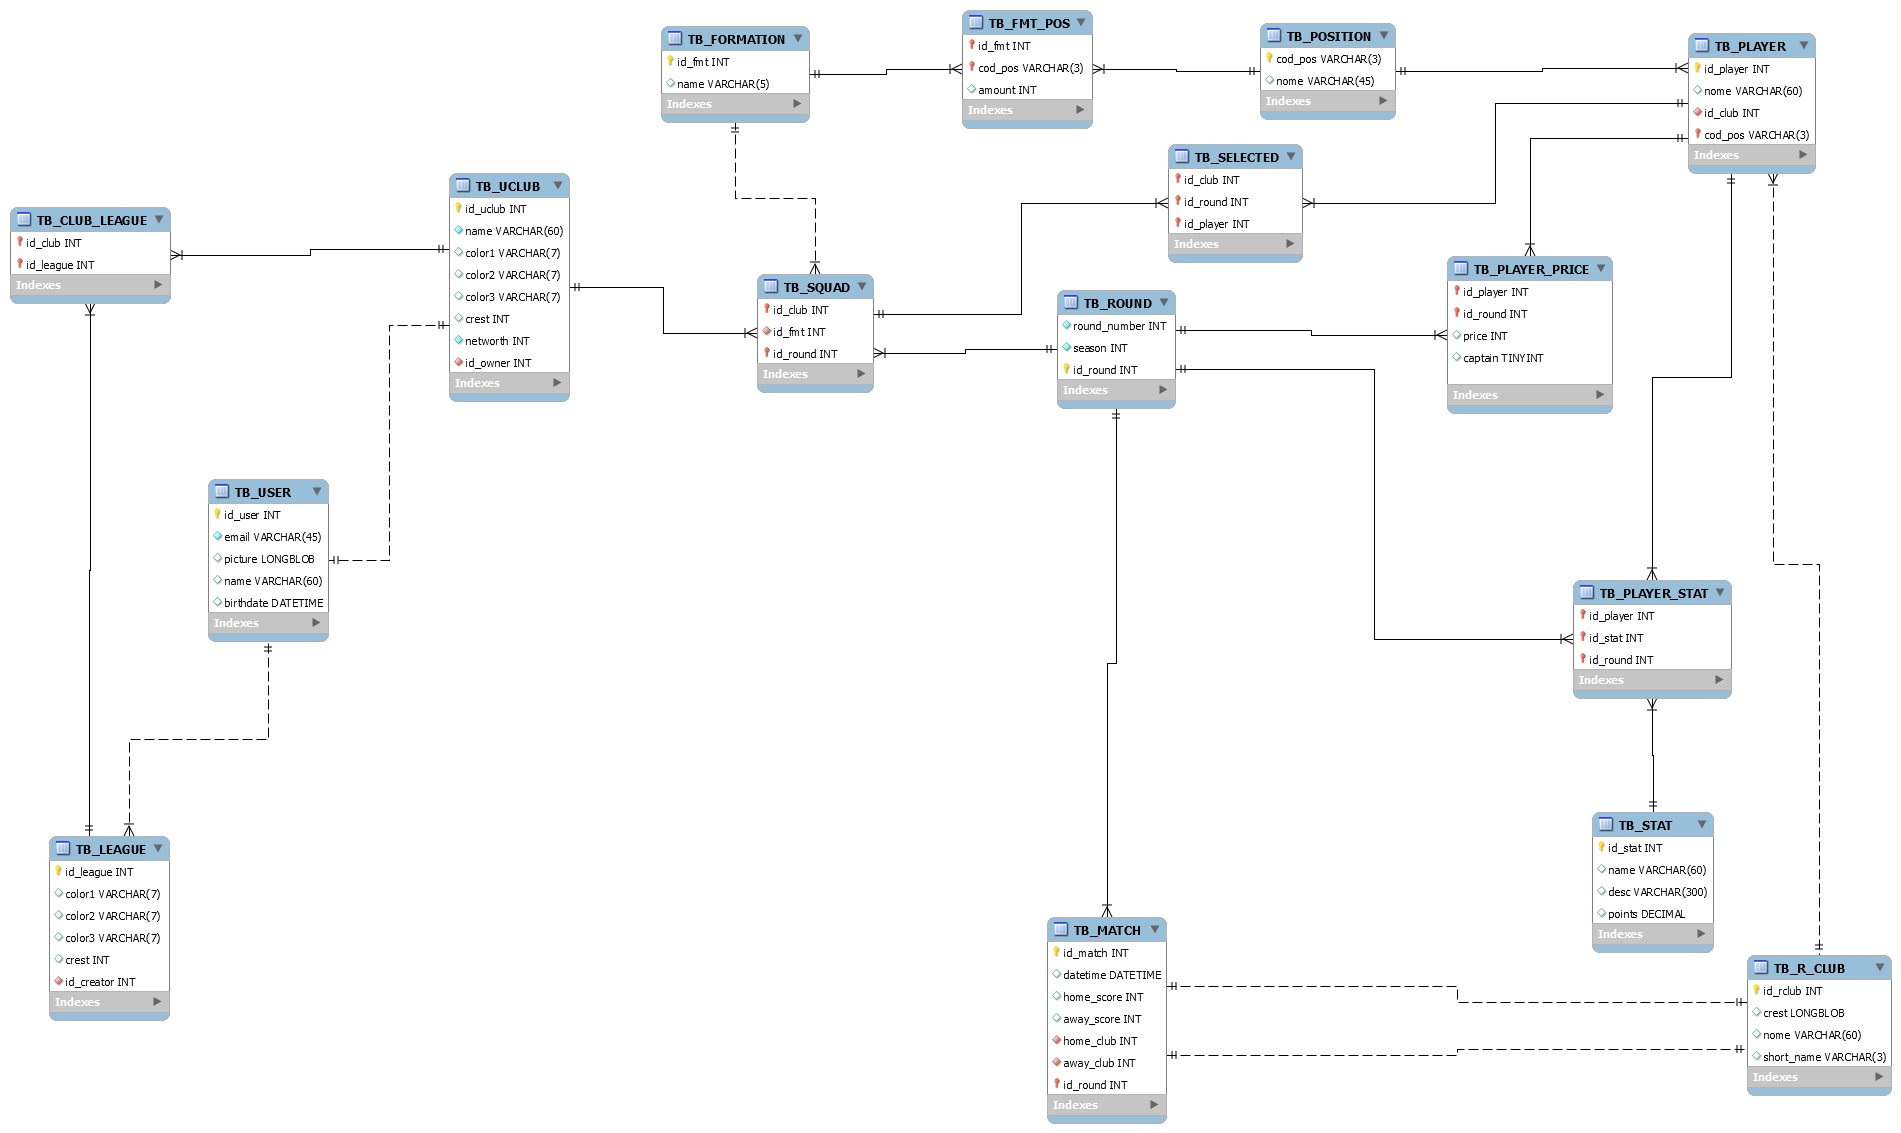 TB_FORMATION
id_fmt INT
name VARCHAR(5)
Indexes
TB_FMT_POS
id_fmt INT
cod_pos VARCHAR(3)
amount INT
Indexes
TB_POSITION
cod_pos VARCHAR(3)
nome VARCHAR(45)
Indexes
TB_PLAYER
id_player INT
nome VARCHAR(60)
id_club INT
cod_pos VARCHAR(3)
Indexes
TB_SELECTED
id_club INT
id_round INT
id_player INT
Indexes
TB_UCLUB
id_uclub INT
name VARCHAR(60)
color1 VARCHAR(7)
color2 VARCHAR(7)
color3 VARCHAR(7)
crest INT
networth INT
id_owner INT
Indexes
TB_CLUB_LEAGUE
id_club INT
id_league INT
Indexes
TB_SQUAD
id_club INT
id_fmt INT
id_round INT
Indexes
TB_ROUND
round_number INT
season INT
id_round INT
Indexes
TB_PLAYER_PRICE
id_player INT
id_round INT
price INT
captain TINYINT
Indexes
TB_USER
id_user INT
email VARCHAR(45)
picture LONGBLOB
name VARCHAR(60)
birthdate DATETIME
Indexes
TB_PLAYER_STAT
id_player INT
id_stat INT
id_round INT
Indexes
TB_LEAGUE
id_league INT
color1 VARCHAR(7)
color2 VARCHAR(7)
color3 VARCHAR(7)
crest INT
id_creator INT
Indexes
TB_STAT
id_stat INT
name VARCHAR(60)
desc VARCHAR(300)
points DECIMAL
Indexes
TB_MATCH
id_match INT
datetime DATETIME
home_score INT
away_score INT
home_club INT
away_club INT
id_round INT
Indexes
TB_R_CLUB
id_rclub INT
crest LONGBLOB
nome VARCHAR(60)
short_name VARCHAR(3)
Indexes